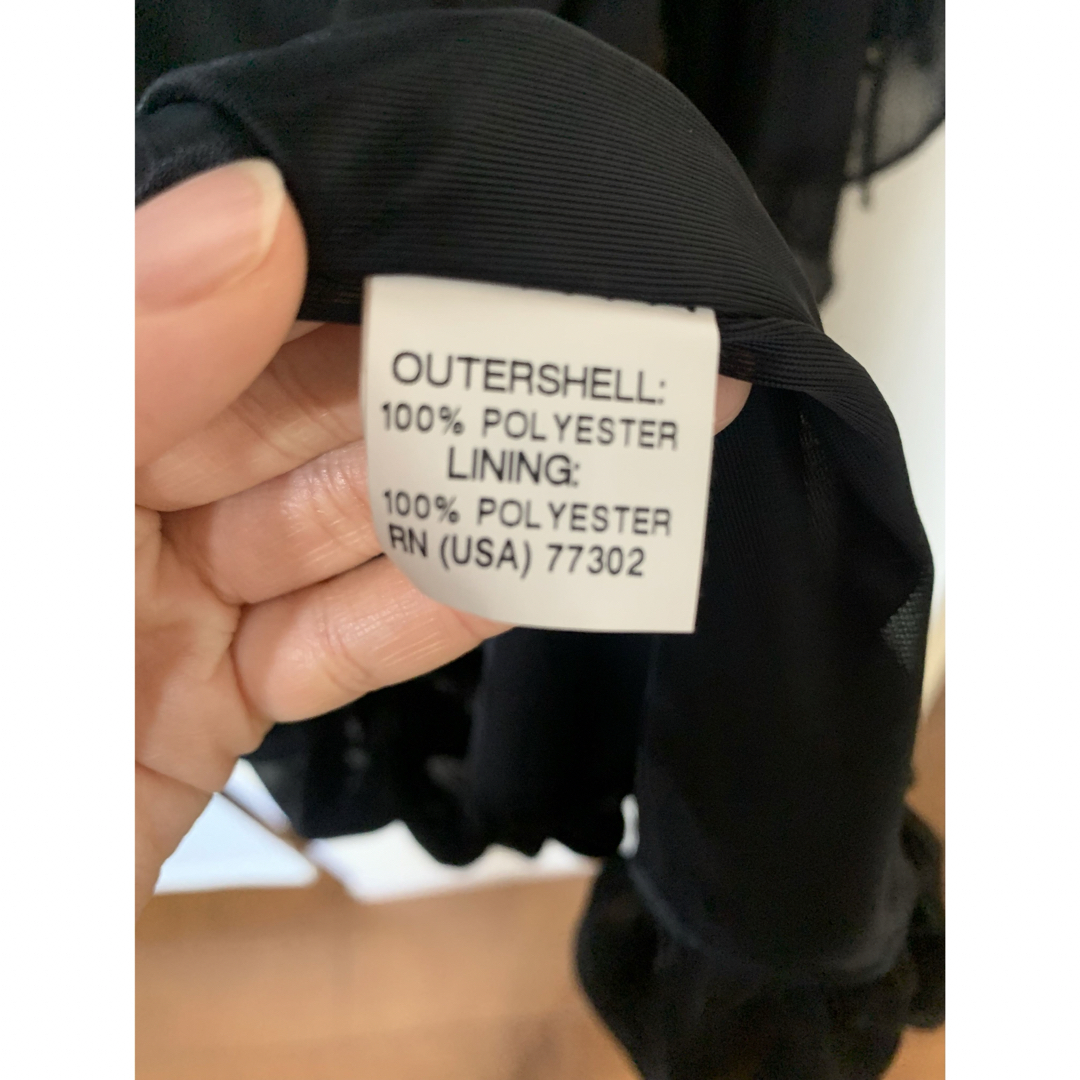 OUTERSHELL:
100% POLYESTER
LINING:
100% POLYESTER
RN (USA) 77302